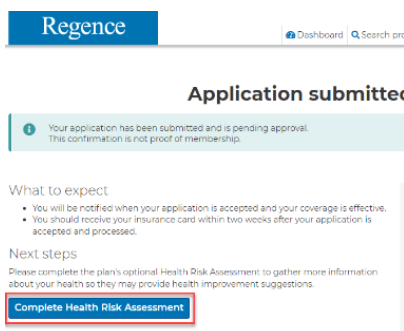 Regence
Dashboard Search pro
Application submitted
Your application has been submitted and is pending approval.
This confirmation is not proof of membership.
What to expect
• You will be notified when your application is accepted and your coverage is effective.
• You should receive your insurance card within two weeks after your application is
accepted and processed.
Next steps
Please complete the plan's optional Health Risk Assessment to gather more information
about your health so they may provide health improvement suggestions.
Complete Health Risk Assessment